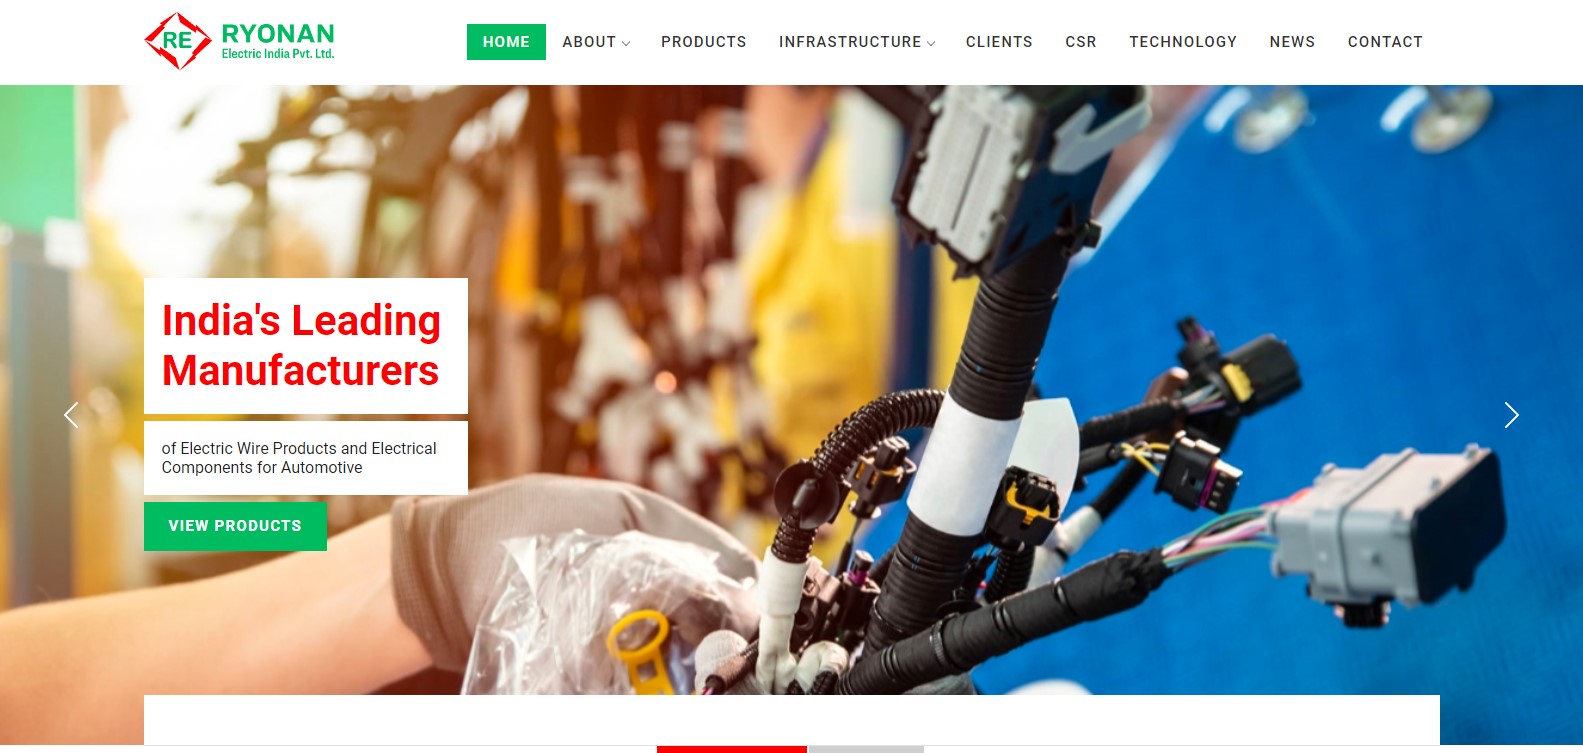 RE
RYONAN
Electric India Pvt. Ltd.
HOME ABOUT PRODUCTS INFRASTRUCTURE CLIENTS CSR TECHNOLOGY NEWS CONTACT
India's Leading
Manufacturers
of Electric Wire Products and Electrical
Components for Automotive
VIEW PRODUCTS